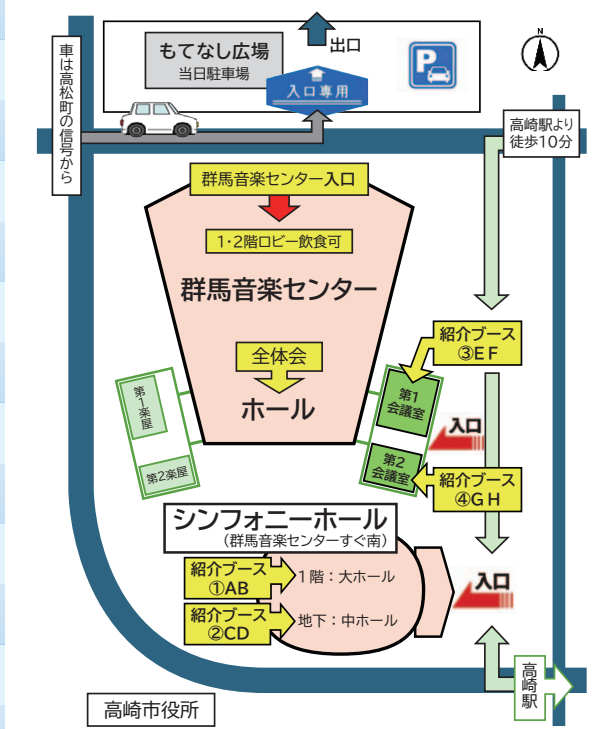 もてなし広場
当日駐車場
出口
P
N
入口専用
車は高松町の信号から
高崎駅より
徒歩10分
群馬音楽センター入口
1・2階ロビー飲食可
群馬音楽センター
全体会
ホール
紹介ブース
③EF
第1
楽屋
第2楽屋
第1
会議室
第2
会議室
入口
紹介ブース
④GH
シンフォニーホール
(群馬音楽センターすぐ南)
紹介ブース
①AB
1階：大ホール
紹介ブース
②CD
地下：中ホール
入口
高崎駅
高崎市役所